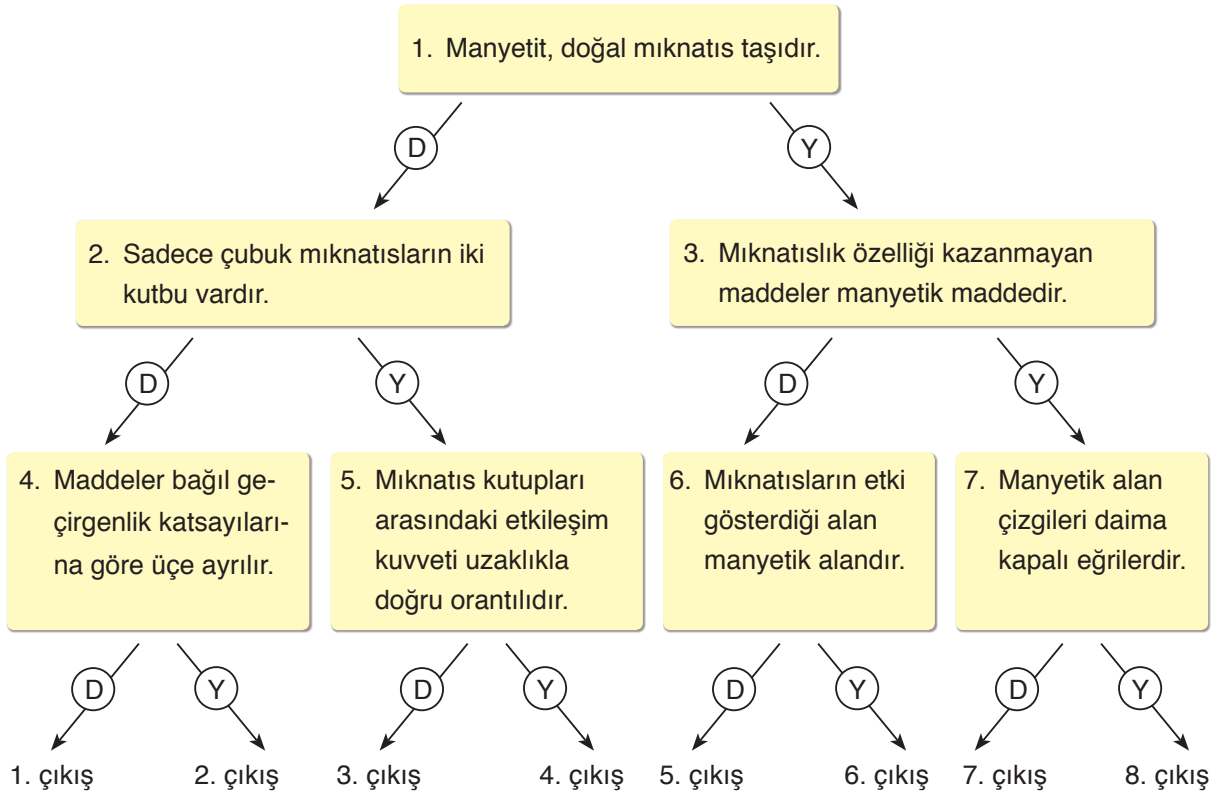 1. Manyetit, doğal mıknatıs taşıdır.
D
Y
2. Sadece çubuk mıknatısların iki
kutbu vardır.
3. Mıknatıslık özelliği kazanmayan
maddeler manyetik maddedir.
D
Y
D
Y
4. Maddeler bağıl ge-
çirgenlik katsayıları-
na göre üçe ayrılır.
5. Mıknatıs kutupları
arasındaki etkileşim
kuvveti uzaklıkla
doğru orantılıdır.
6. Mıknatısların etki
gösterdiği alan
manyetik alandır.
7. Manyetik alan
çizgileri daima
kapalı eğrilerdir.
D
Y
D
Y
D
Y
D
Y
1. çıkış
2. çıkış
3. çıkış
4. çıkış
5. çıkış
6. çıkış
7. çıkış
8. çıkış